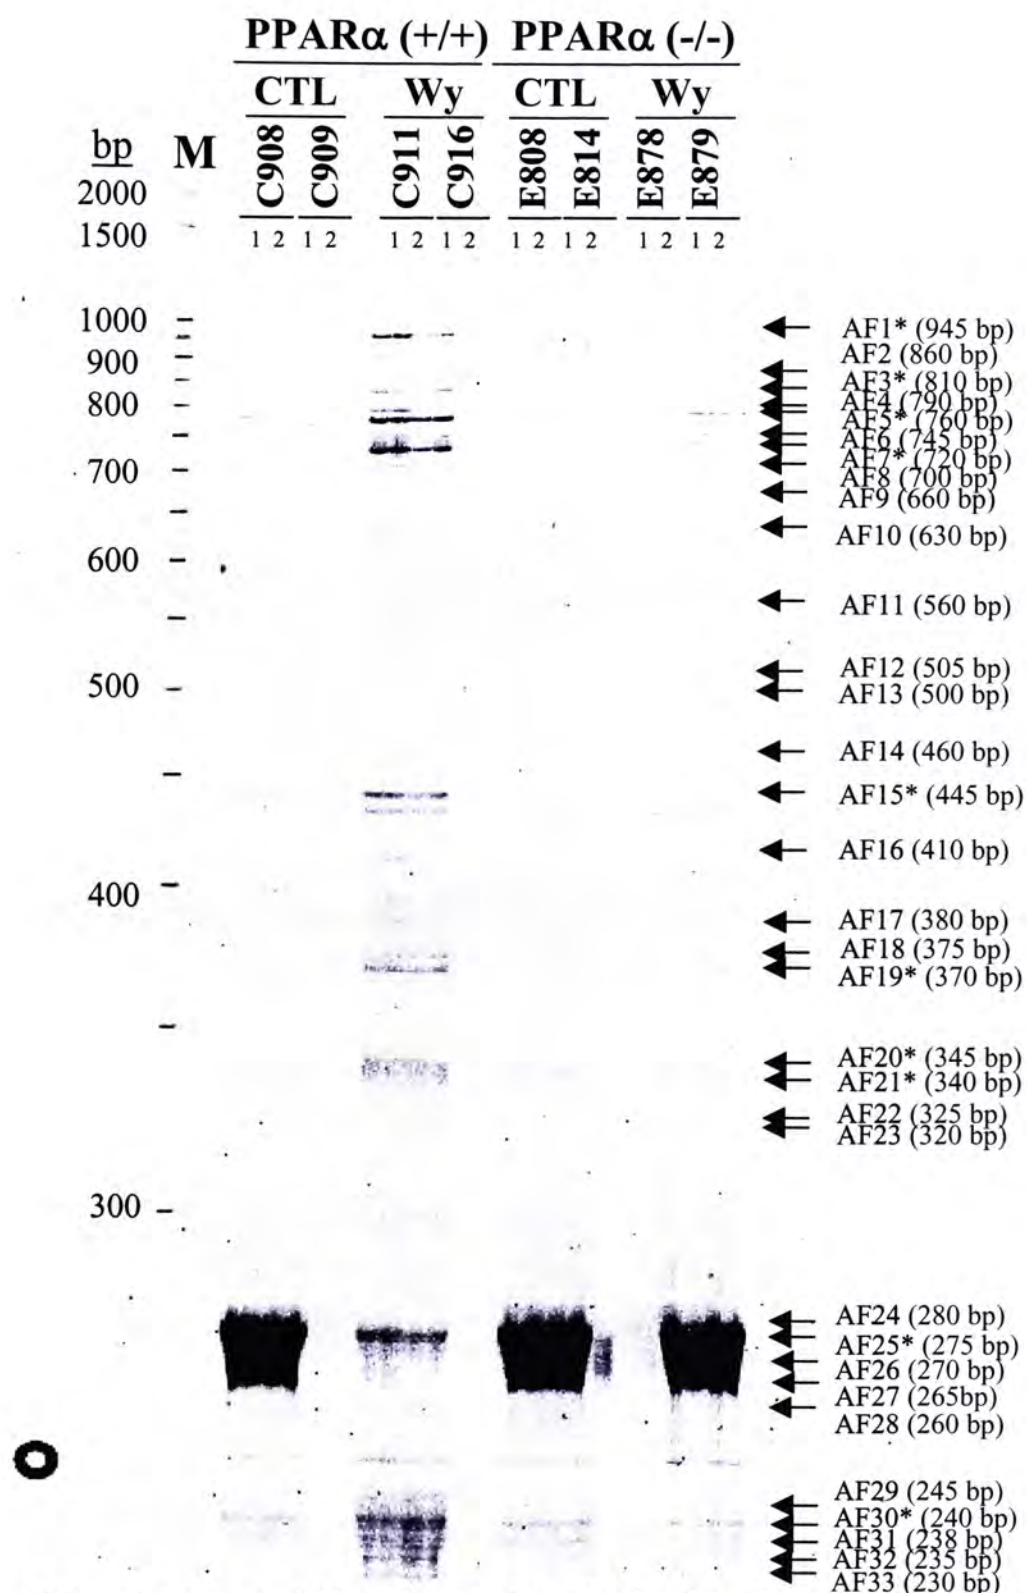 PPARα (+/+) PPARα (-/-)
CTL Wy CTL Wy
bp M C908 C909 C911 C916 E808 E814 E878 E879
2000
1500 1 2 1 2 1 2 1 2 1 2 1 2 1 2 1 2
1000 AF1* (945 bp)
900 AF2 (860 bp)
AF3* (810 bp)
800 AF4 (790 bp)
AF5* (760 bp)
AF6 (745 bp)
AF7* (720 bp)
700 AF8 (700 bp)
AF9 (660 bp)
AF10 (630 bp)
600
AF11 (560 bp)
AF12 (505 bp)
500 AF13 (500 bp)
AF14 (460 bp)
AF15* (445 bp)
AF16 (410 bp)
400
AF17 (380 bp)
AF18 (375 bp)
AF19* (370 bp)
AF20* (345 bp)
AF21* (340 bp)
AF22 (325 bp)
AF23 (320 bp)
300
AF24 (280 bp)
AF25* (275 bp)
AF26 (270 bp)
AF27 (265bp)
AF28 (260 bp)
AF29 (245 bp)
AF30* (240 bp)
AF31 (238 bp)
AF32 (235 bp)
AF33 (230 bp)